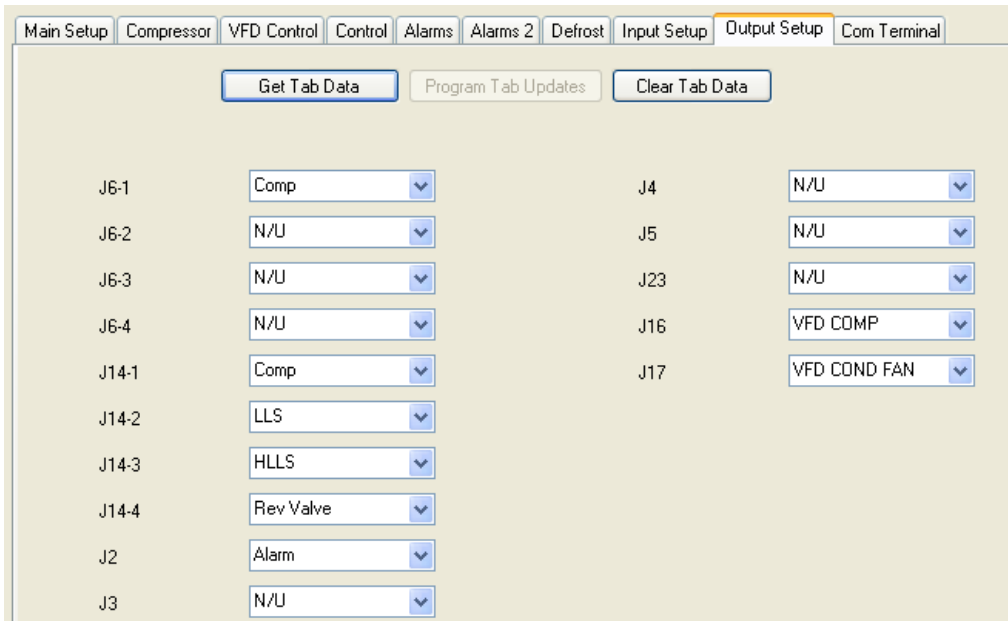 Main Setup Compressor VFD Control Control Alarms Alarms 2 Defrost Input Setup Output Setup Com Terminal
Get Tab Data Program Tab Updates Clear Tab Data
J6-1 Comp J4 N/U
J6-2 N/U J5 N/U
J6-3 N/U J23 N/U
J6-4 N/U J16 VFD COMP
J14-1 Comp J17 VFD COND FAN
J14-2 LLS
J14-3 HLLS
J14-4 Rev Valve
J2 Alarm
J3 N/U